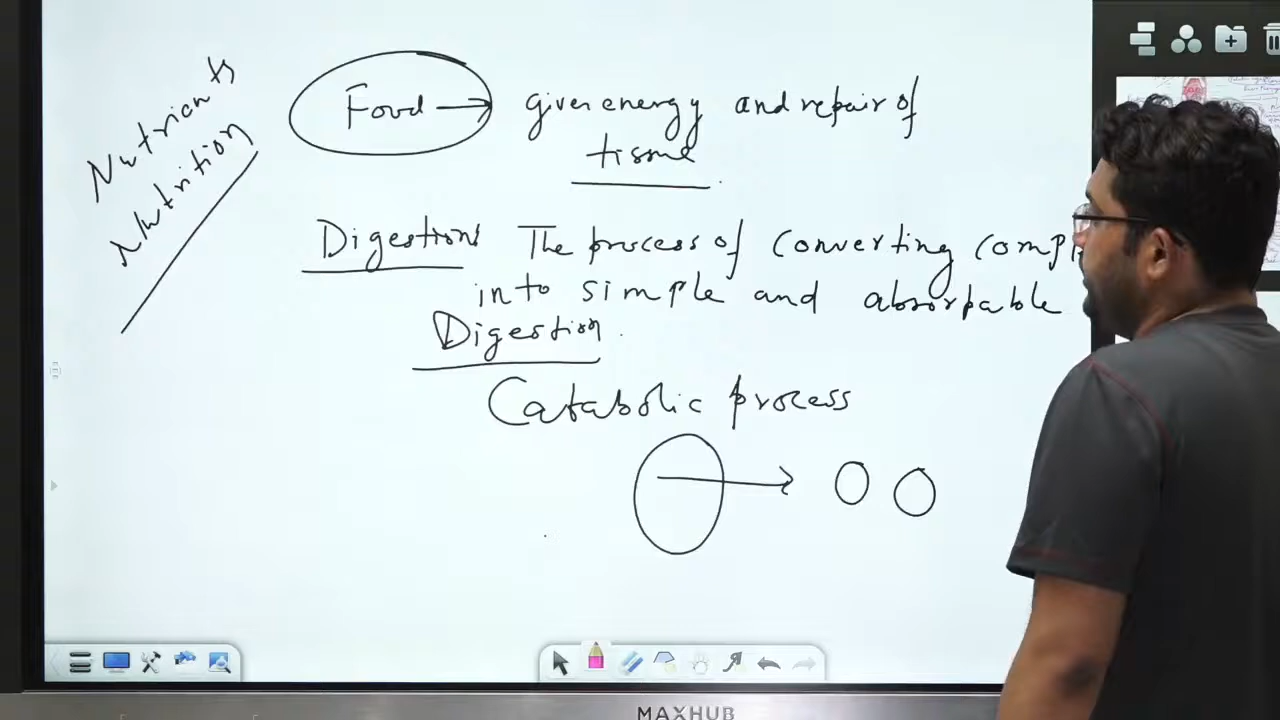 Nutrients
Nutrition
Food → given energy and repair of
tissue
Digestions The process of converting comp
into simple and absorpable
Digestion.
Catabolic process
MAXHUB